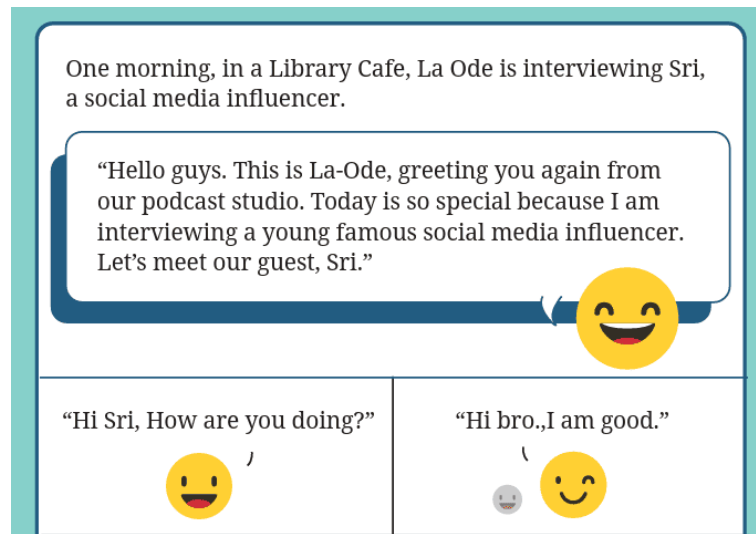 One morning, in a Library Cafe, La Ode is interviewing Sri,
a social media influencer.
“Hello guys. This is La-Ode, greeting you again from
our podcast studio. Today is so special because I am
interviewing a young famous social media influencer.
Let’s meet our guest, Sri.”
“Hi Sri, How are you doing?”
“Hi bro.,I am good.”